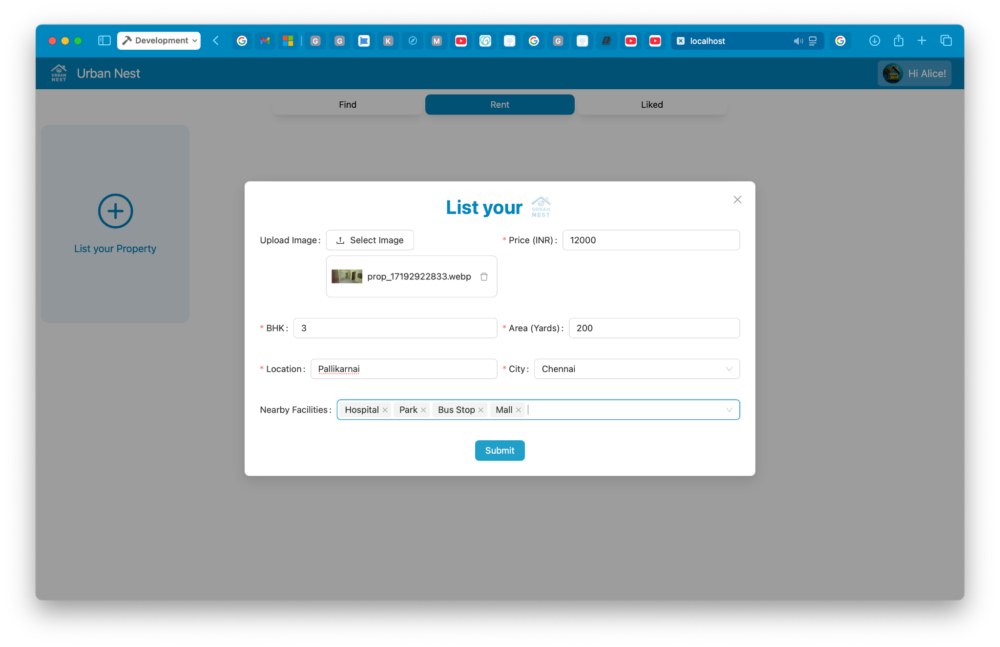 Development
G
G
K
M
G
localhost
URBAN
NEST
Urban Nest
Hi Alice!
Find
Rent
Liked
List your Property
List your
URBAN
NEST
Upload Image:
Select Image
* Price (INR):
12000
prop_17192922833.webp
* BHK:
3
* Area (Yards):
200
* Location:
Pallikarnai
* City:
Chennai
Nearby Facilities:
Hospital
Park
Bus Stop
Mall
Submit